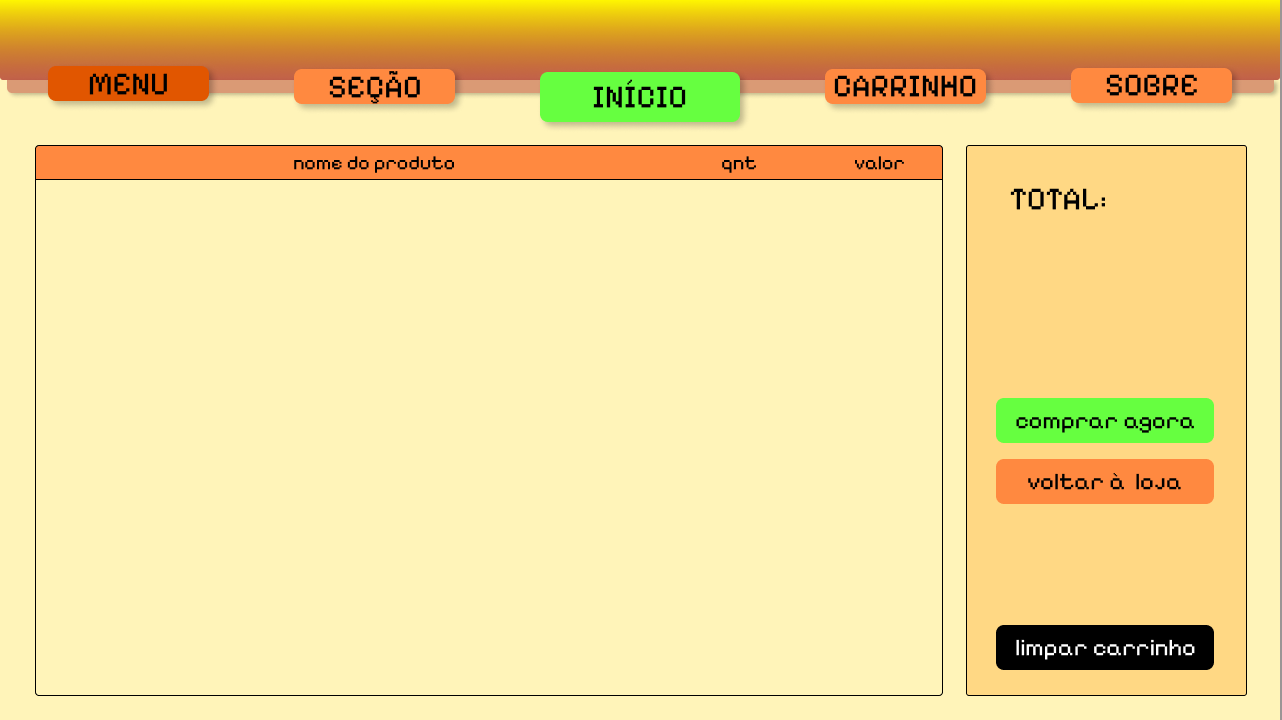 MENU
SEÇÃO
INÍCIO
CARRINHO
SOBRE
nome do produto
qnt
valor
TOTAL:
comprar agora
voltar à loja
limpar carrinho